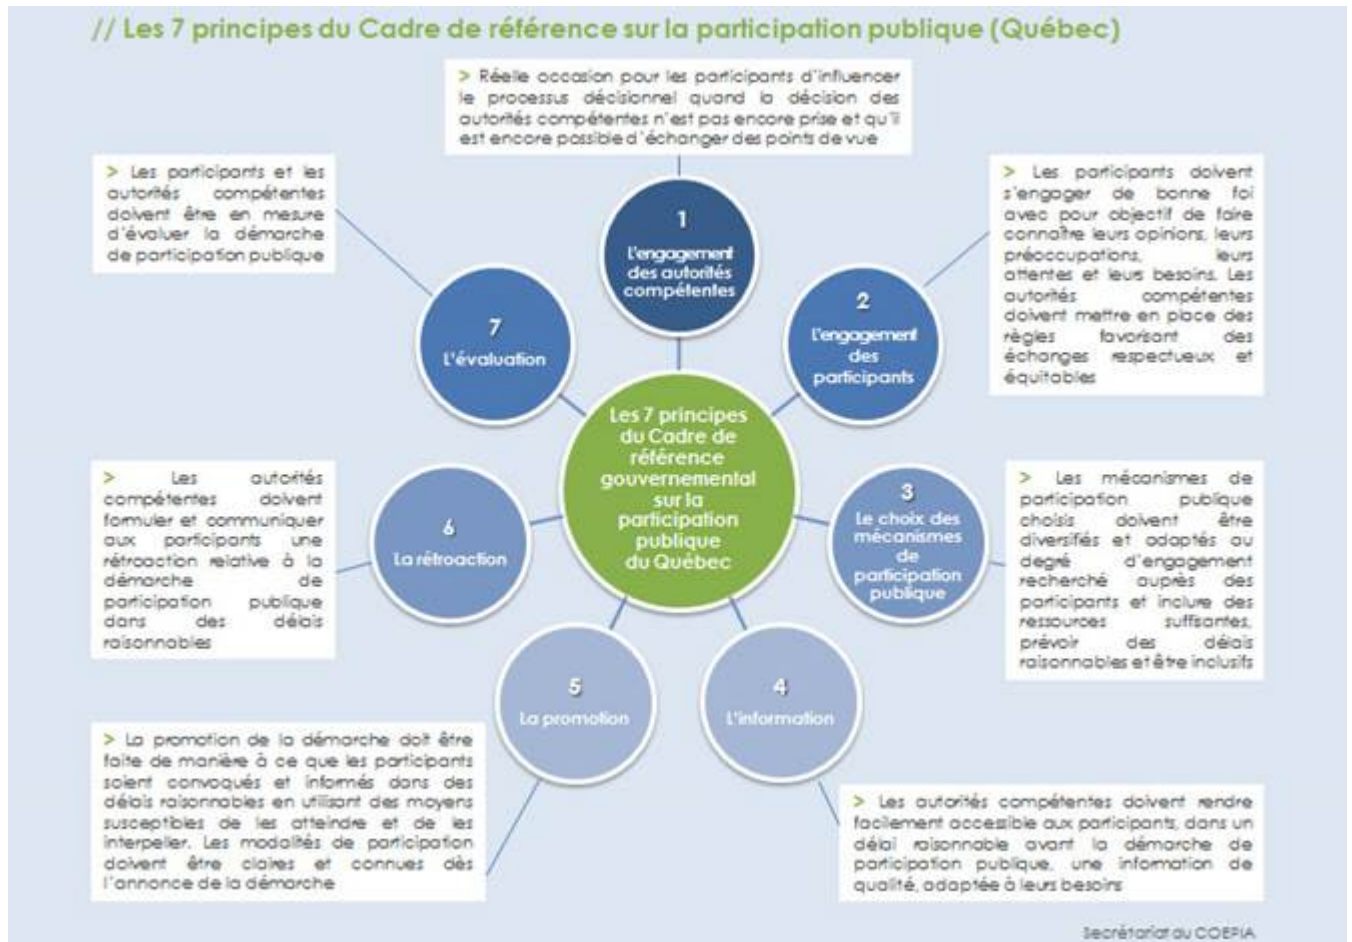 // Les 7 principes du Cadre de référence sur la participation publique (Québec)
> Réelle occasion pour les participants d'influencer
le processus décisionnel quand la décision des
autorités compétentes n'est pas encore prise et qu'il
est encore possible d'échanger des points de vue
1
L'engagement
des autorités
compétentes
> Les participants doivent
s'engager de bonne foi
avec pour objectif de faire
connaître leurs opinions, leurs
préoccupations, leurs
attentes et leurs besoins. Les
autorités compétentes
doivent mettre en place des
règles favorisant des
échanges respectueux et
équitables
2
L'engagement
des
participants
> Les mécanismes de
participation publique
choisis doivent être
diversifiés et adaptés au
degré d'engagement
recherché auprès des
participants et inclure des
ressources suffisantes,
prévoir des délais
raisonnables et être inclusifs
3
Le choix des
mécanismes
de
participation
publique
4
L'information
> Les autorités compétentes doivent rendre
facilement accessible aux participants, dans un
délai raisonnable avant la démarche de
participation publique, une information de
qualité, adaptée à leurs besoins
5
La promotion
> La promotion de la démarche doit être
faite de manière à ce que les participants
soient convoqués et informés dans des
délais raisonnables en utilisant des moyens
susceptibles de les atteindre et de les
interpeller. Les modalités de participation
doivent être claires et connues dès
l'annonce de la démarche
6
La rétroaction
> Les autorités
compétentes doivent
formuler et communiquer
aux participants une
rétroaction relative à la
démarche de
participation publique
dans des délais
raisonnables
7
L'évaluation
> Les participants et les
autorités compétentes
doivent être en mesure
d'évaluer la démarche
de participation publique
Les 7 principes
du Cadre de
référence
gouvernemental
sur la
participation
publique
du Québec
Secrétariat du COEPIA